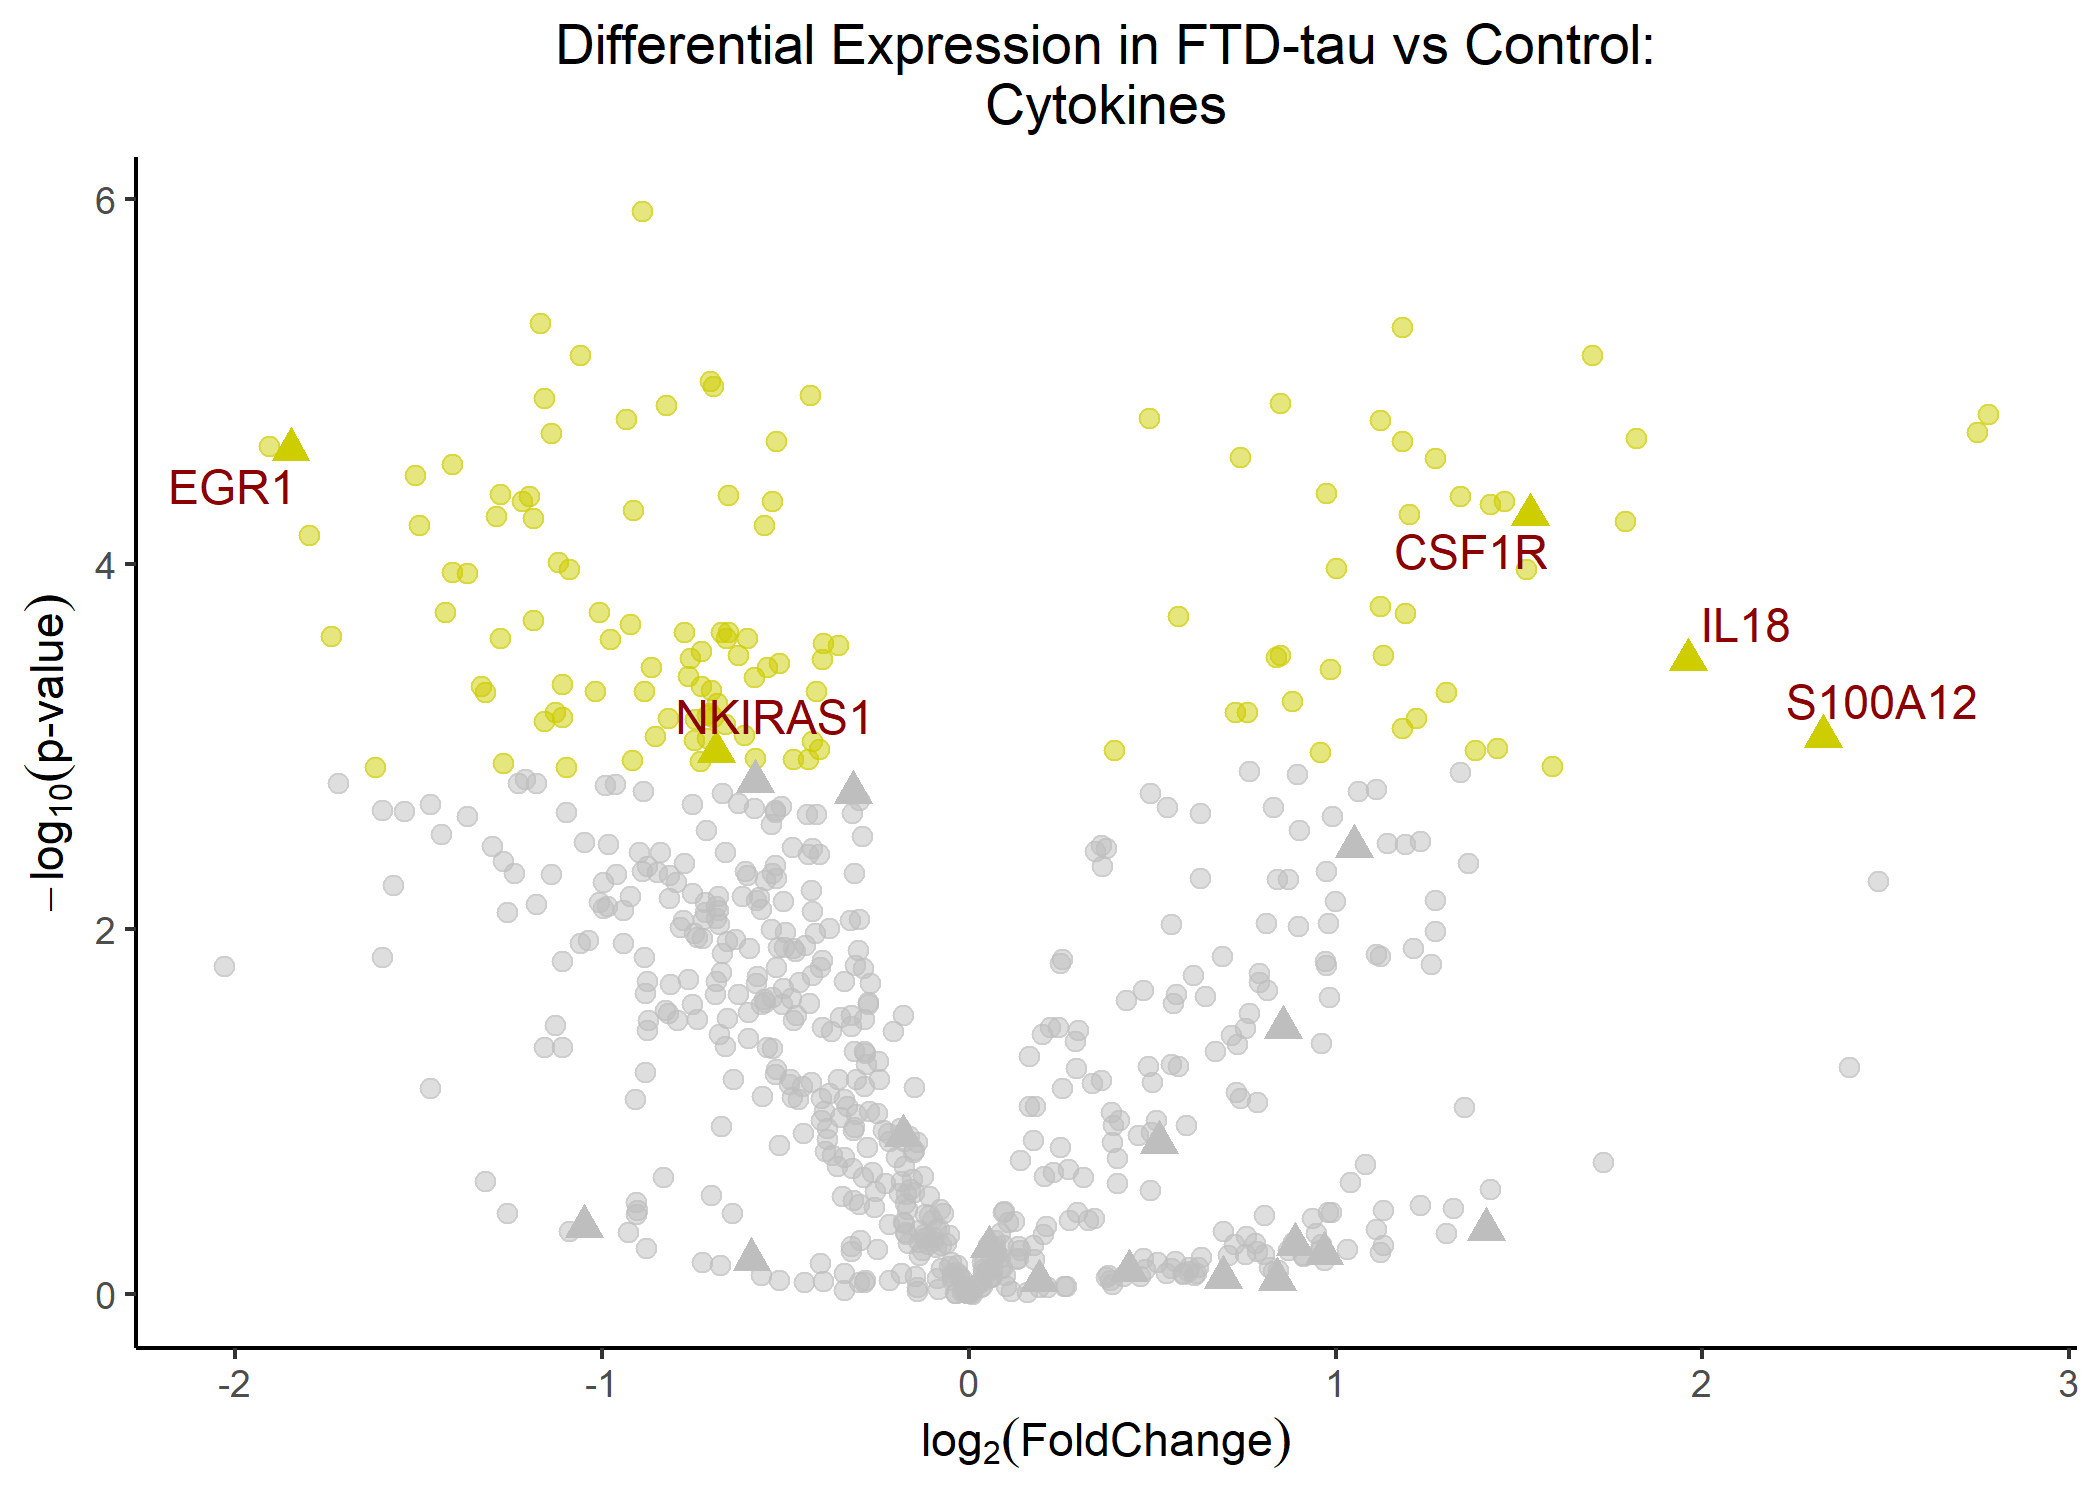 Differential Expression in FTD-tau vs Control:
Cytokines
6
4
2
0
−log10(p-value)
EGR1
CSF1R
IL18
S100A12
NKIRAS1
-2
-1
0
1
2
3
log2(FoldChange)